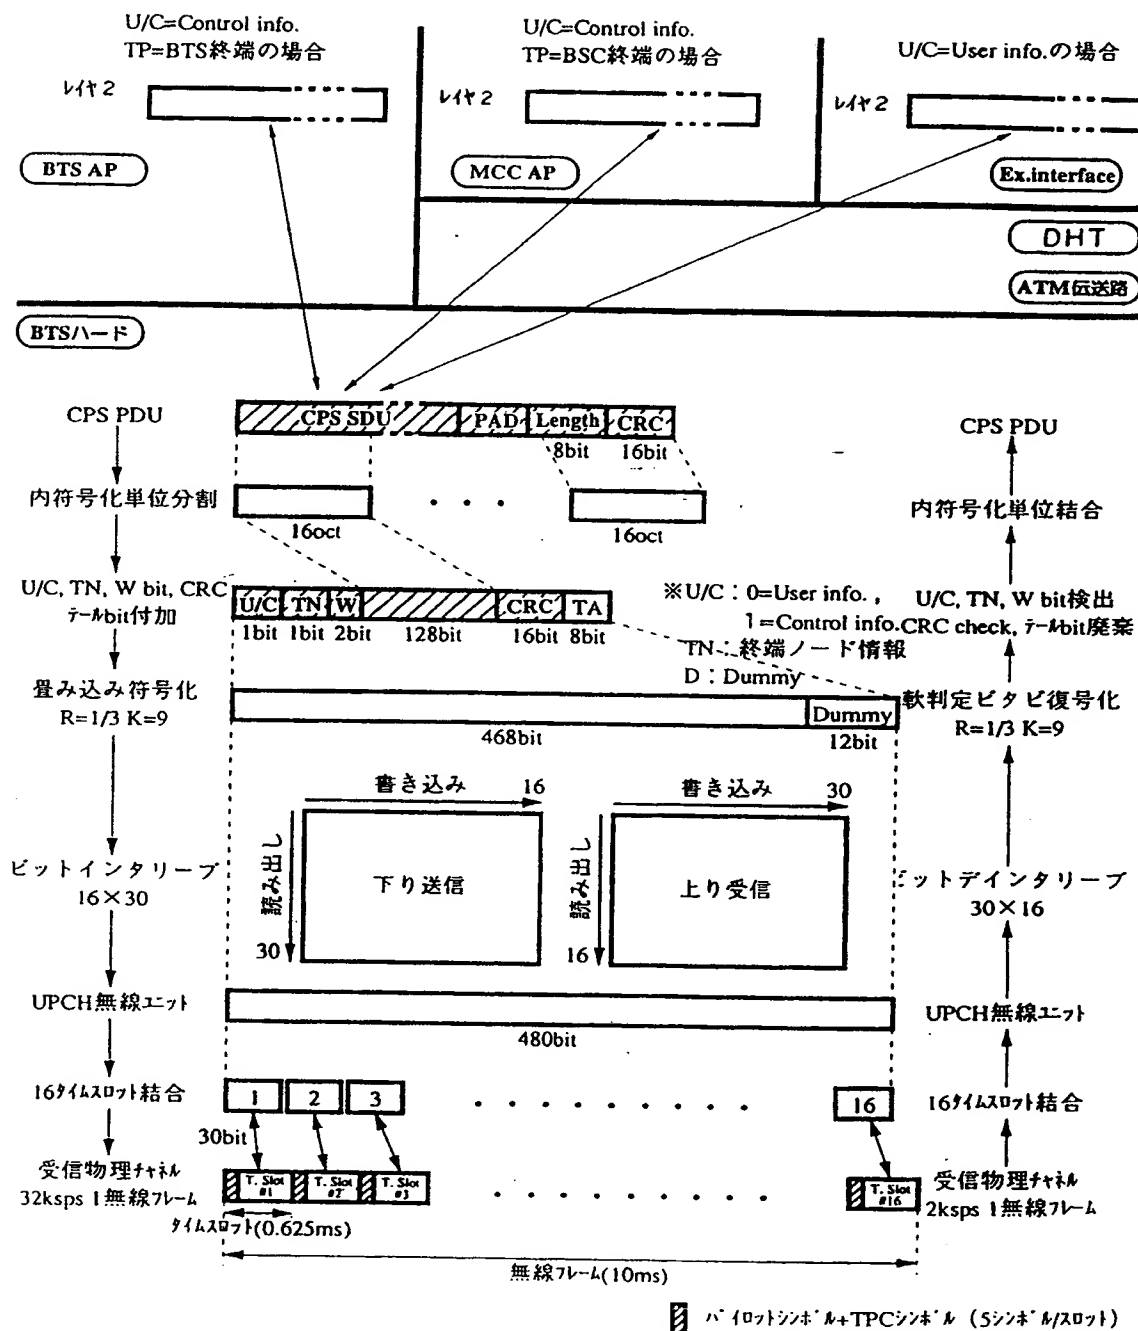 U/C=Control info.
TP=BTS終端の場合
U/C=Control info.
TP=BSC終端の場合
U/C=User info.の場合
レイヤ2
レイヤ2
レイヤ2
BTS AP
MCC AP
Ex.interface
DHT
ATM伝送路
BTSハード
CPS PDU
CPS SDU
PAD
Length
CRC
8bit
16bit
CPS PDU
内符号化単位分割
16oct
・ ・ ・
16oct
内符号化単位結合
U/C, TN, W bit, CRC
テールbit付加
U/C
TN
W
CRC
TA
1bit
1bit
2bit
128bit
16bit
8bit
※U/C：0=User info.，
1=Control info.
TN：終端ノード情報
D：Dummy
U/C, TN, W bit検出
CRC check, テールbit廃棄
畳み込み符号化
R=1/3 K=9
Dummy
468bit
12bit
軟判定ビタビ復号化
R=1/3 K=9
書き込み
16
読み出し
30
下り送信
書き込み
30
読み出し
16
上り受信
ビットインタリーブ
16×30
ビットデインタリーブ
30×16
UPCH無線ユニット
480bit
UPCH無線ユニット
16タイムスロット結合
1
2
3
・ ・ ・ ・ ・ ・ ・ ・ ・ ・
16
16タイムスロット結合
30bit
受信物理チャネル
32ksps 1無線フレーム
T. Slot #1
T. Slot #2
T. Slot #3
・ ・ ・ ・ ・ ・ ・ ・ ・ ・
T. Slot #16
受信物理チャネル
2ksps 1無線フレーム
タイムスロット(0.625ms)
無線フレーム(10ms)
パイロットシンボル+TPCシンボル (5シンボル/スロット)